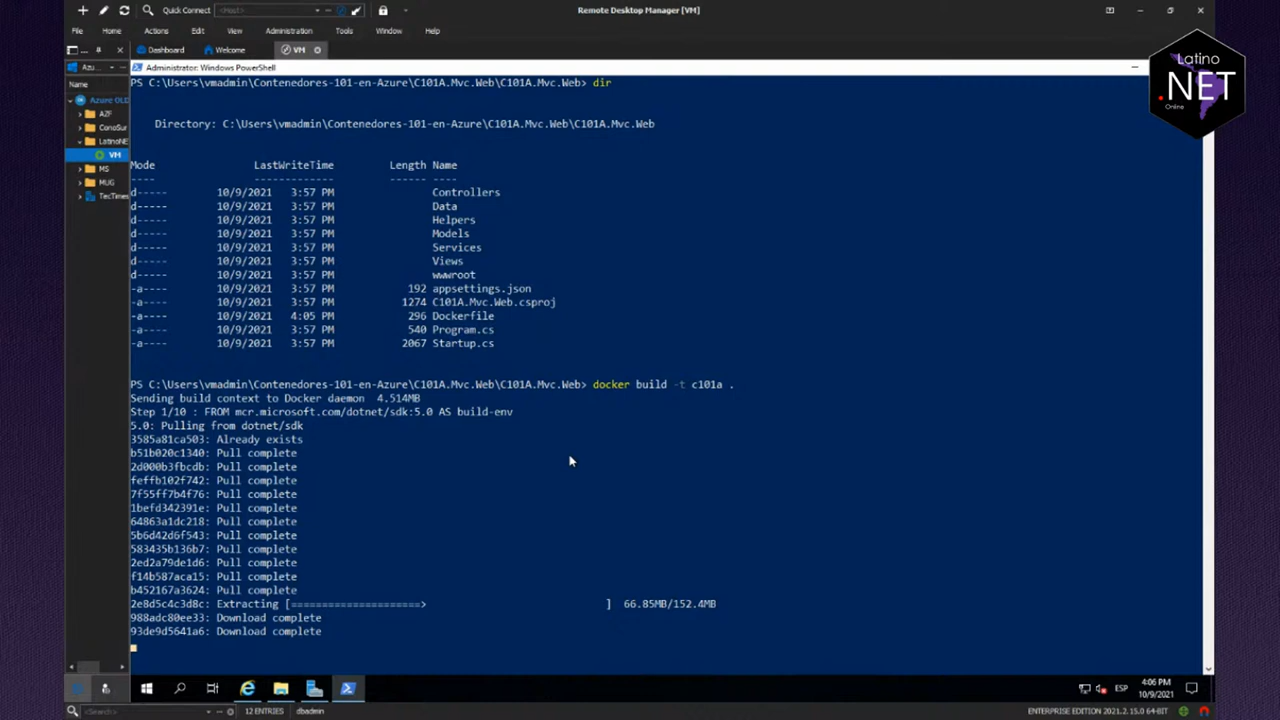 Quick Connect <Host>
Remote Desktop Manager [VM]
File Home Actions Edit View Administration Tools Window Help
Dashboard Welcome VM
Latino
.NET
Online
Azu...
Administrator: Windows PowerShell
Name
Azure OLD
AZF
ConoSur
LatinoNE
VM
MS
MUG
TecTimes
PS C:\Users\vmadmin\Contenedores-101-en-Azure\C101A.Mvc.Web\C101A.Mvc.Web> dir
Directory: C:\Users\vmadmin\Contenedores-101-en-Azure\C101A.Mvc.Web\C101A.Mvc.Web
Mode LastWriteTime Length Name
---- ------------- ------ ----
d----- 10/9/2021 3:57 PM Controllers
d----- 10/9/2021 3:57 PM Data
d----- 10/9/2021 3:57 PM Helpers
d----- 10/9/2021 3:57 PM Models
d----- 10/9/2021 3:57 PM Services
d----- 10/9/2021 3:57 PM Views
d----- 10/9/2021 3:57 PM wwwroot
-a---- 10/9/2021 3:57 PM 192 appsettings.json
-a---- 10/9/2021 3:57 PM 1274 C101A.Mvc.Web.csproj
-a---- 10/9/2021 4:05 PM 296 Dockerfile
-a---- 10/9/2021 3:57 PM 540 Program.cs
-a---- 10/9/2021 3:57 PM 2067 Startup.cs
PS C:\Users\vmadmin\Contenedores-101-en-Azure\C101A.Mvc.Web\C101A.Mvc.Web> docker build -t c101a .
Sending build context to Docker daemon 4.514MB
Step 1/10 : FROM mcr.microsoft.com/dotnet/sdk:5.0 AS build-env
5.0: Pulling from dotnet/sdk
3585a81ca503: Already exists
b51b020c1340: Pull complete
2d000b3fbcdb: Pull complete
feffb102f742: Pull complete
7f55ff7b4f76: Pull complete
1befd342391e: Pull complete
64863a1dc218: Pull complete
5b6d42d6f543: Pull complete
583435b136b7: Pull complete
2ed2a79de1d6: Pull complete
f14b587aca15: Pull complete
b452167a3624: Pull complete
2e8d5c4c3d8c: Extracting [=====================> ] 66.85MB/152.4MB
988adc80ee33: Download complete
93de9d5641a6: Download complete
ESP
4:06 PM
10/9/2021
<Search> 12 ENTRIES dbadmin ENTERPRISE EDITION 2021.2.15.0 64-BIT